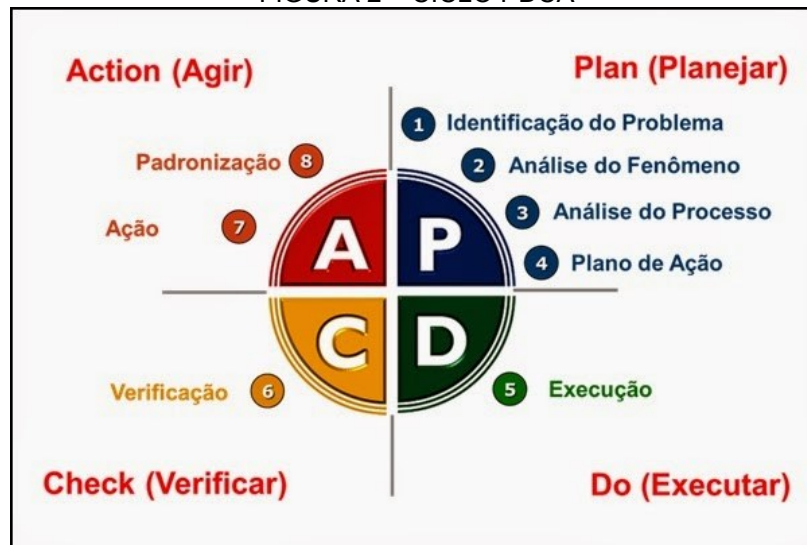 Action (Agir)
Plan (Planejar)
1 Identificação do Problema
2 Análise do Fenômeno
3 Análise do Processo
4 Plano de Ação
Padronização 8
Ação 7
A P
C D
Verificação 6
5 Execução
Check (Verificar)
Do (Executar)